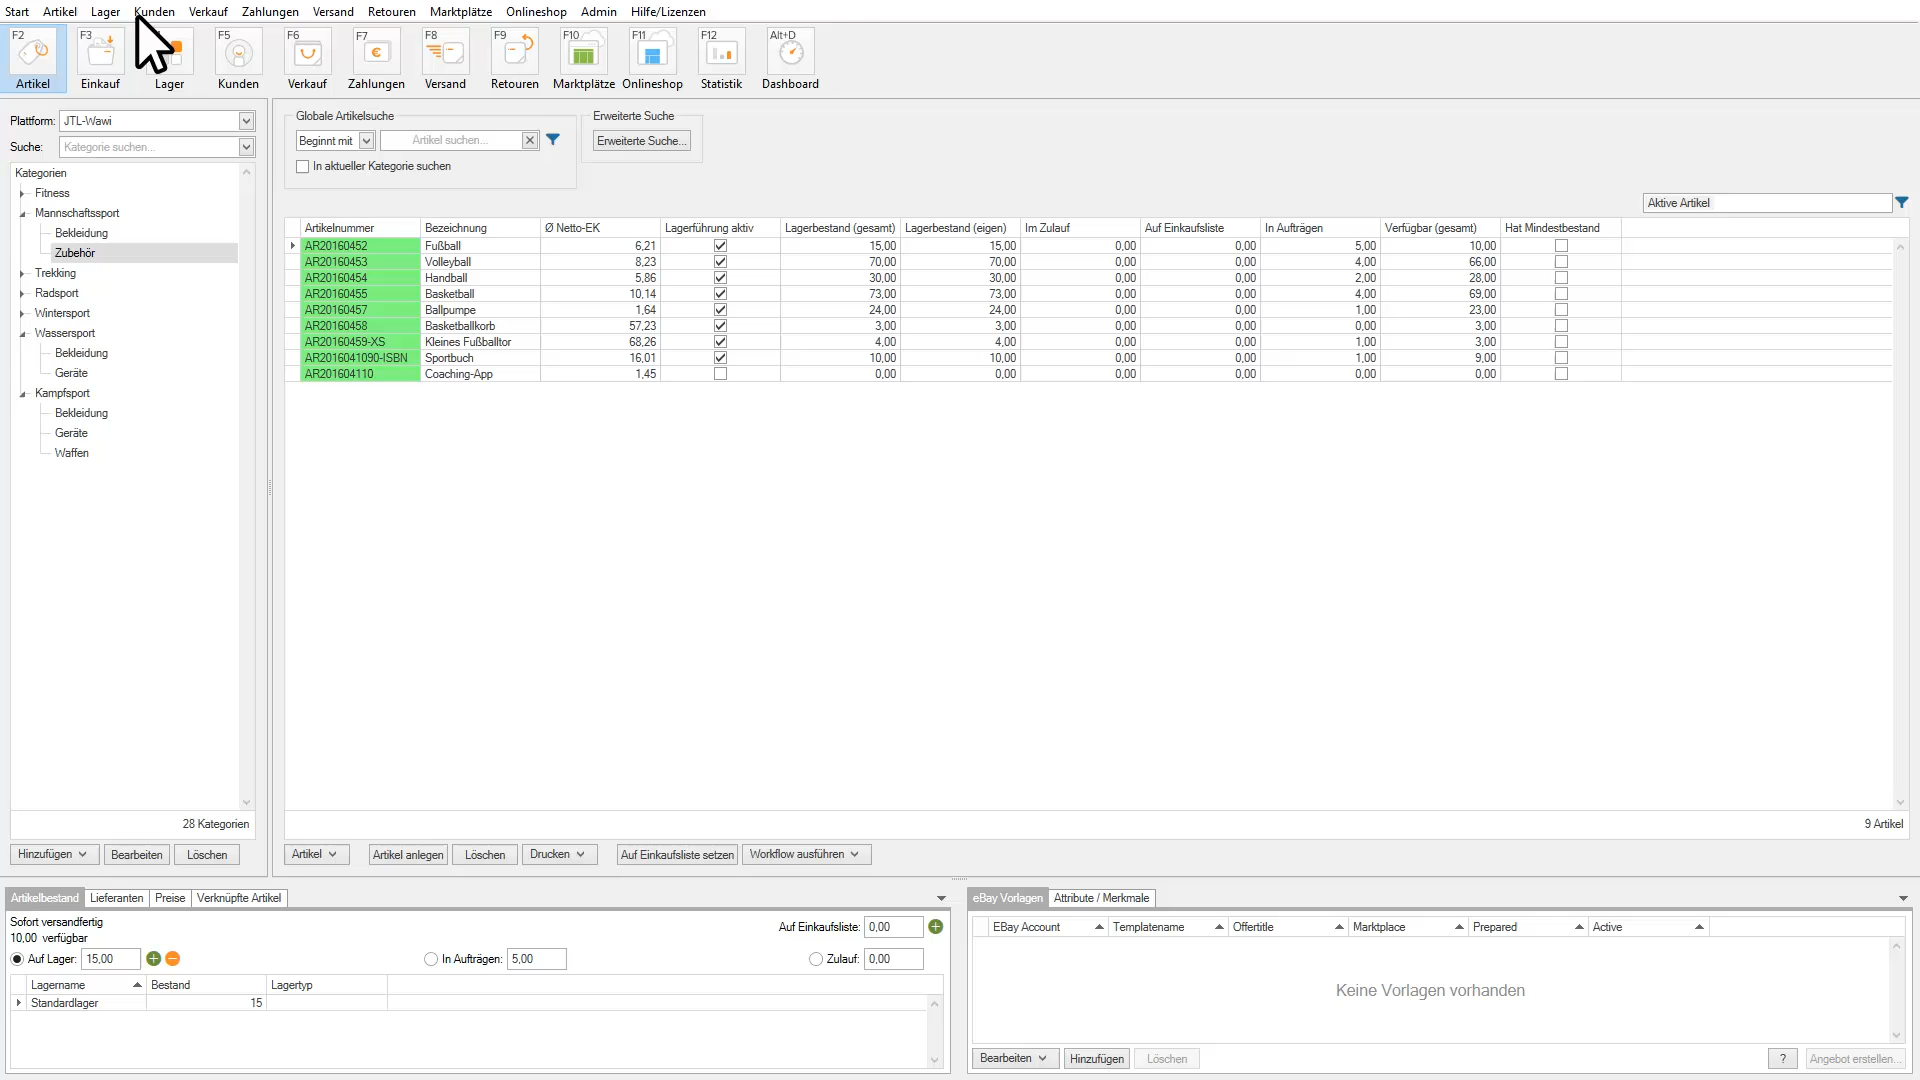 Start Artikel Lager Kunden Verkauf Zahlungen Versand Retouren Marktplätze Onlineshop Admin Hilfe/Lizenzen
F2 F3 F5 F6 F7 F8 F9 F10 F11 F12 Alt+D
Artikel Einkauf Lager Kunden Verkauf Zahlungen Versand Retouren Marktplätze Onlineshop Statistik Dashboard
Plattform: JTL-Wawi
Suche: Kategorie suchen...
Kategorien
Fitness
Mannschaftssport
Bekleidung
Zubehör
Trekking
Radsport
Wintersport
Wassersport
Bekleidung
Geräte
Kampfsport
Bekleidung
Geräte
Waffen
28 Kategorien
Hinzufügen Bearbeiten Löschen
Globale Artikelsuche Erweiterte Suche
Beginnt mit Artikel suchen... Erweiterte Suche...
In aktueller Kategorie suchen
Aktive Artikel
Artikelnummer Bezeichnung Ø Netto-EK Lagerführung aktiv Lagerbestand (gesamt) Lagerbestand (eigen) Im Zulauf Auf Einkaufsliste In Aufträgen Verfügbar (gesamt) Hat Mindestbestand
AR20160452 Fußball 6,21 15,00 15,00 0,00 0,00 5,00 10,00
AR20160453 Volleyball 8,23 70,00 70,00 0,00 0,00 4,00 66,00
AR20160454 Handball 5,86 30,00 30,00 0,00 0,00 2,00 28,00
AR20160455 Basketball 10,14 73,00 73,00 0,00 0,00 4,00 69,00
AR20160457 Ballpumpe 1,64 24,00 24,00 0,00 0,00 1,00 23,00
AR20160458 Basketballkorb 57,23 3,00 3,00 0,00 0,00 0,00 3,00
AR20160459-XS Kleines Fußballtor 68,26 4,00 4,00 0,00 0,00 1,00 3,00
AR2016041090-ISBN Sportbuch 16,01 10,00 10,00 0,00 0,00 1,00 9,00
AR201604110 Coaching-App 1,45 0,00 0,00 0,00 0,00 0,00 0,00
9 Artikel
Artikel Artikel anlegen Löschen Drucken Auf Einkaufsliste setzen Workflow ausführen
Artikelbestand Lieferanten Preise Verknüpfte Artikel
Sofort versandfertig
10,00 verfügbar
Auf Einkaufsliste: 0,00
Auf Lager: 15,00 In Aufträgen: 5,00 Zulauf: 0,00
Lagername Bestand Lagertyp
Standardlager 15
eBay Vorlagen Attribute / Merkmale
EBay Account Templatename Offertitle Marktplace Prepared Active
Keine Vorlagen vorhanden
Bearbeiten Hinzufügen Löschen ? Angebot erstellen...